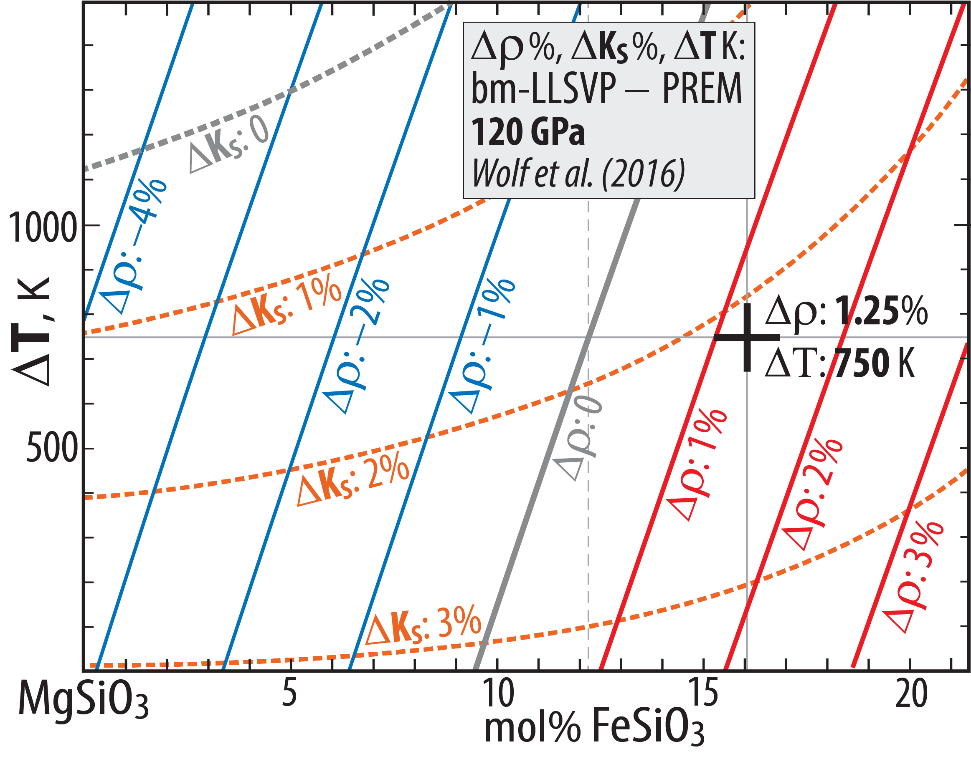 Δρ%, ΔKS%, ΔT K:
bm-LLSVP – PREM
120 GPa
Wolf et al. (2016)
ΔKS: 0
Δρ: –4%
1000
ΔT, K
ΔKS: 1%
Δρ: –2%
Δρ: –1%
Δρ: 1.25%
ΔT: 750 K
Δρ: 0
Δρ: 1%
Δρ: 2%
Δρ: 3%
500
ΔKS: 2%
ΔKS: 3%
MgSiO3
5
10
15
20
mol% FeSiO3